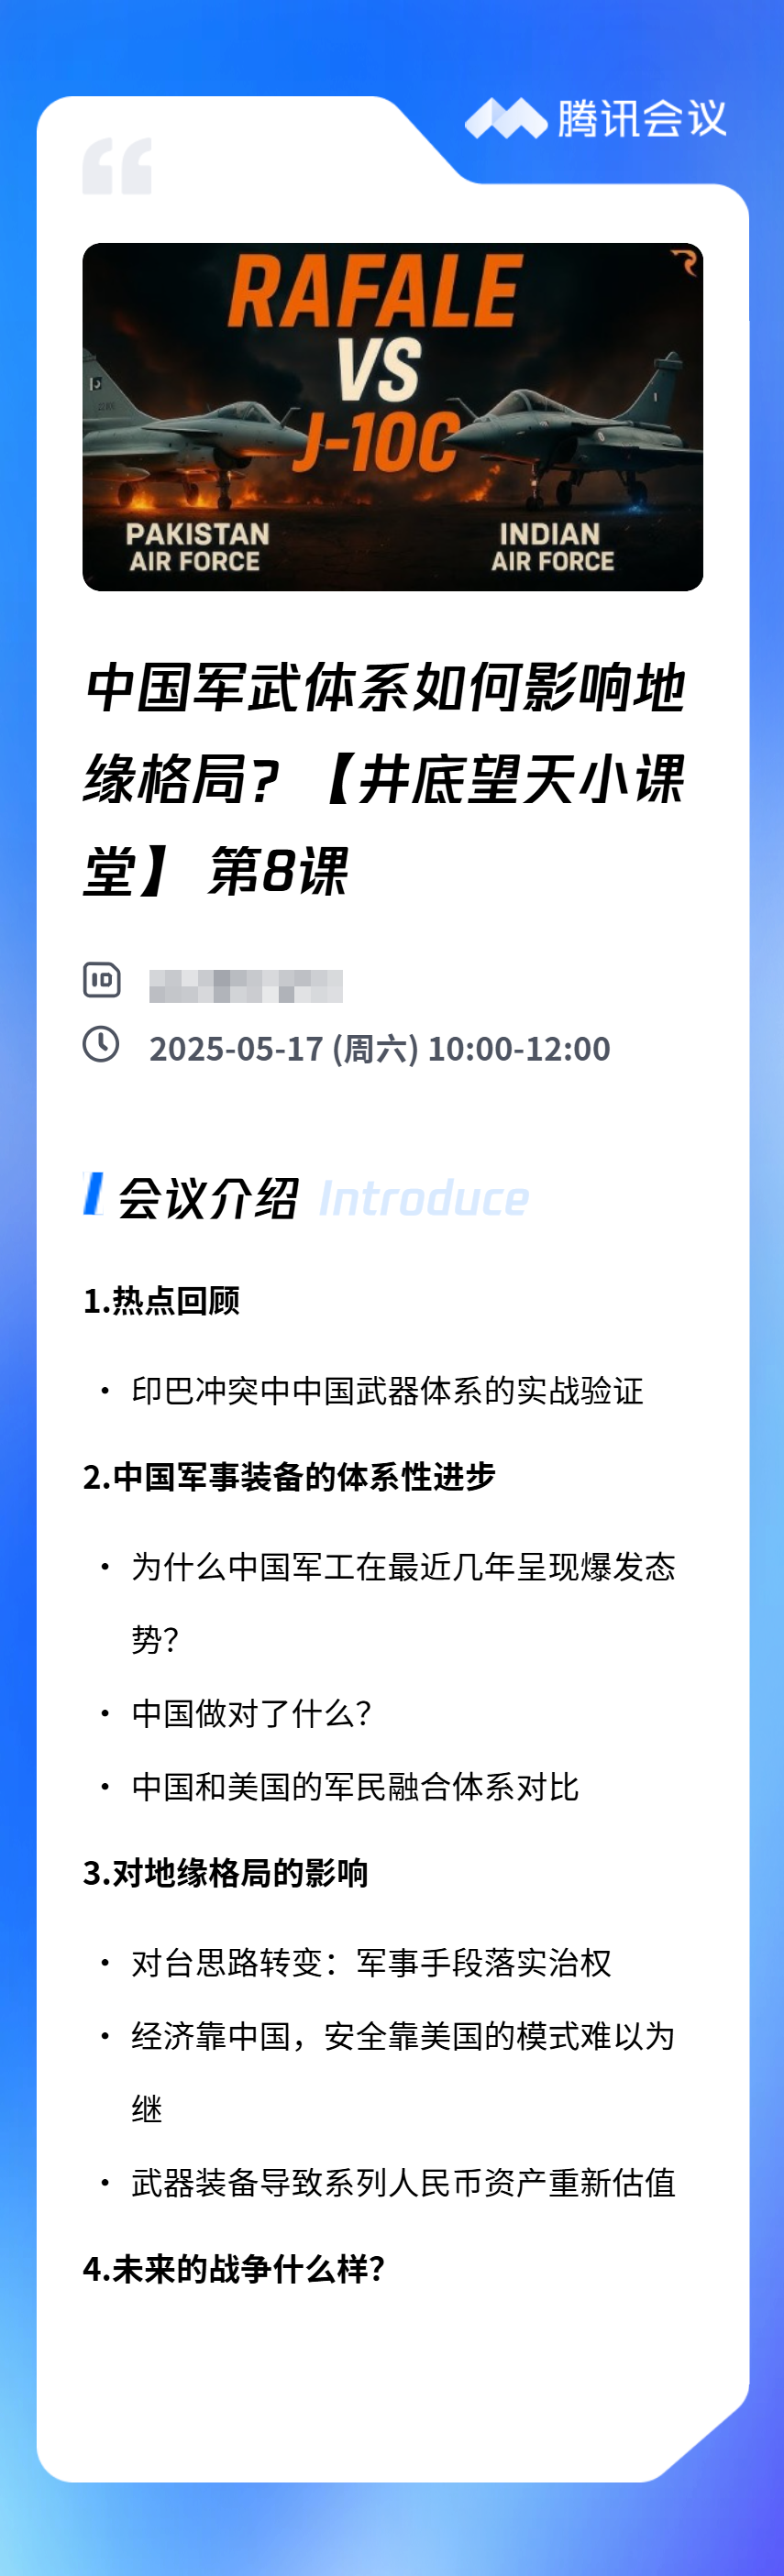 腾讯会议
RAFALE
VS
J-10C
PAKISTAN
AIR FORCE
INDIAN
AIR FORCE
中国军武体系如何影响地
缘格局?【井底望天小课
堂】 第8课
ID
2025-05-17 (周六) 10:00-12:00
会议介绍 Introduce
1.热点回顾
• 印巴冲突中中国武器体系的实战验证
2.中国军事装备的体系性进步
• 为什么中国军工在最近几年呈现爆发态
势?
• 中国做对了什么?
• 中国和美国的军民融合体系对比
3.对地缘格局的影响
• 对台思路转变：军事手段落实治权
• 经济靠中国，安全靠美国的模式难以为
继
• 武器装备导致系列人民币资产重新估值
4.未来的战争什么样?